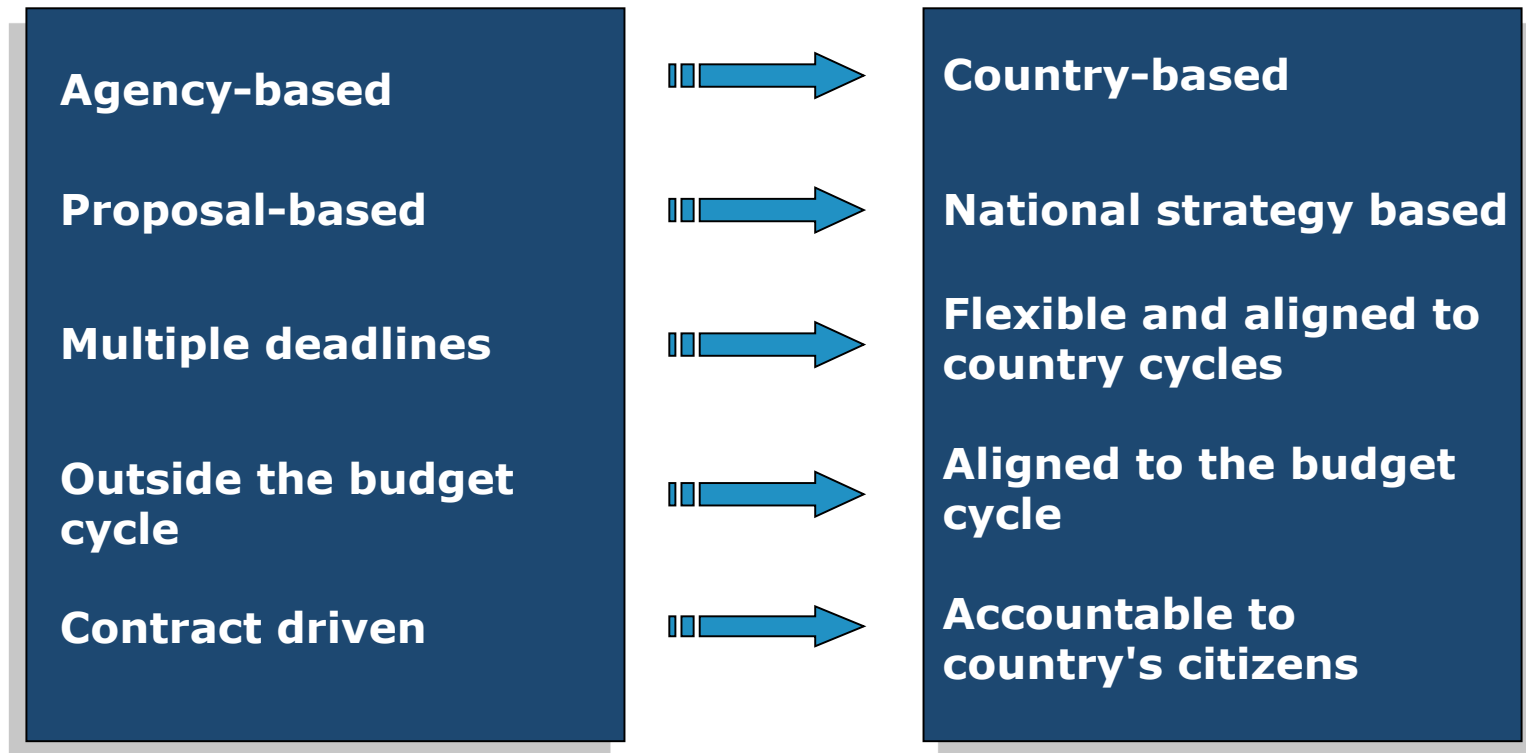 Agency-based
Country-based
Proposal-based
National strategy based
Multiple deadlines
Flexible and aligned to
country cycles
Outside the budget
cycle
Aligned to the budget
cycle
Contract driven
Accountable to
country's citizens